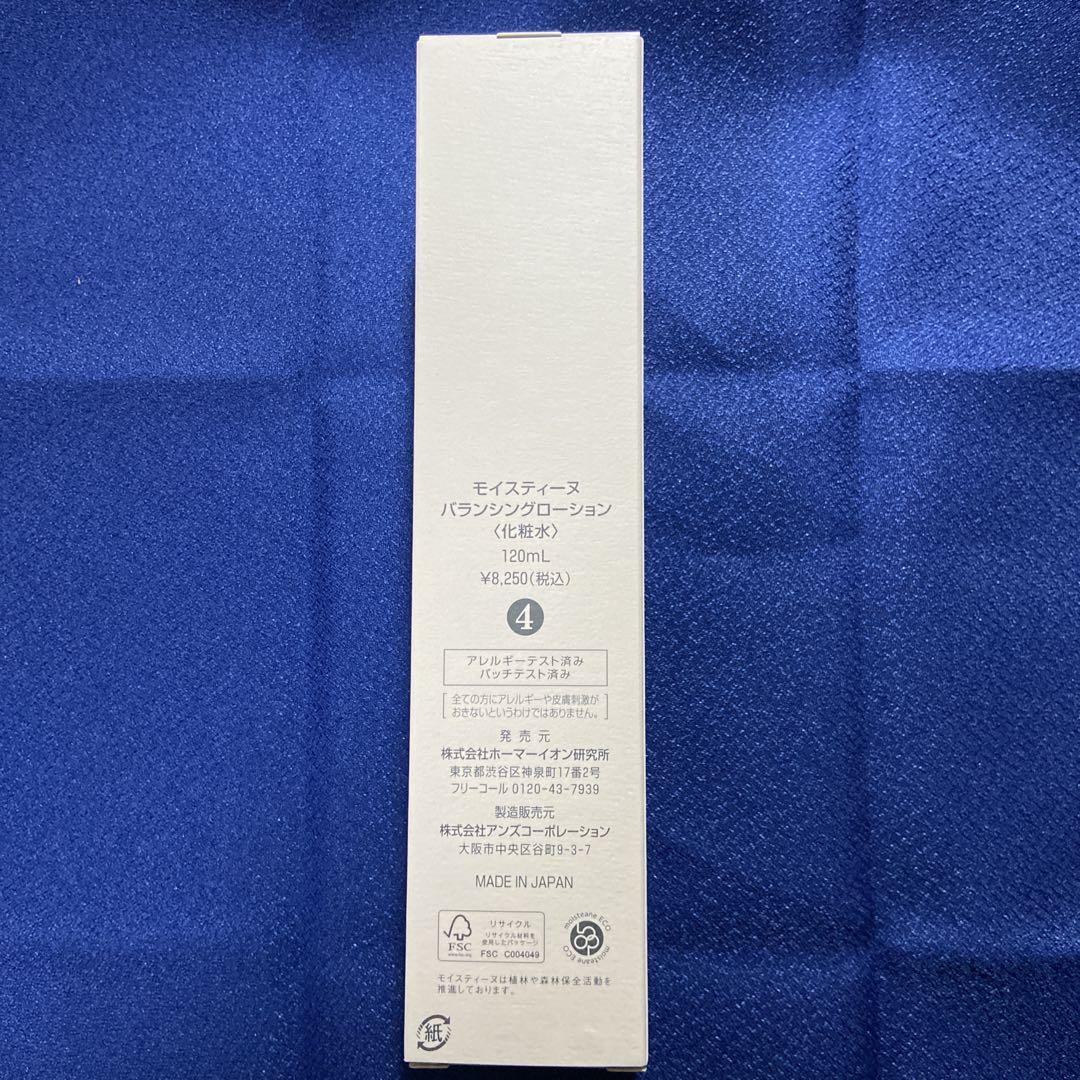 モイスティーヌ
バランシングローション
〈化粧水〉
120mL
¥8,250(税込)
4
アレルギーテスト済み
パッチテスト済み
全ての方にアレルギーや皮膚刺激が
おきないというわけではありません。
発売元
株式会社ホーマーイオン研究所
東京都渋谷区神泉町17番2号
フリーコール 0120-43-7939
製造販売元
株式会社アンズコーポレーション
大阪市中央区谷町9-3-7
MADE IN JAPAN
FSC
www.fsc.org
リサイクル
リサイクル材料を
使用したパッケージ
FSC C004049
moisteane ECO
moisteane ECO
モイスティーヌは植林や森林保全活動を
推進しております。
紙